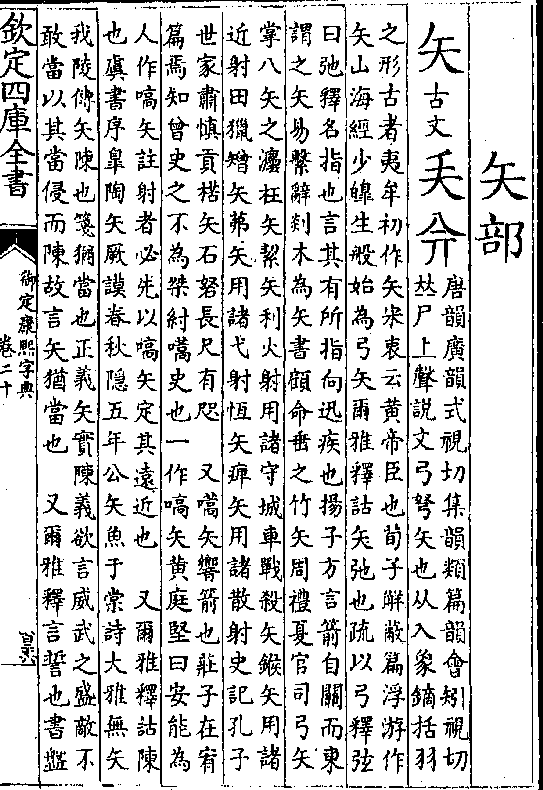 矢部
矢 古文
唐韻廣韻式視切集韻類篇韻會矧視切
𠀤尸上聲說文弓弩矢也从入象鏑括羽
之形古者夷牟初作矢宋衷云黃帝臣也荀子解蔽篇浮游作
矢山海經少皥生般始為弓矢爾雅釋詁矢弛也疏以弓釋弦
曰弛釋名指也言其有所指向迅疾也揚子方言箭自關而東
謂之矢易繫辭剡木為矢書顧命垂之竹矢周禮夏官司弓矢
掌八矢之灋枉矢絜矢利火射用諸守城車戰殺矢鍭矢用諸
近射田獵矰矢茀矢用諸弋射恆矢痺矢用諸散射史記孔子
世家肅慎貢楛矢石砮長尺有咫 又嚆矢響箭也莊子在宥
篇焉知曾史之不為桀紂嚆史也一作嗃矢黄庭堅曰安能為
人作嗃矢註射者必先以嗃矢定其遠近也 又爾雅釋詁陳
也虞書序皐陶矢厥謨春秋隱五年公矢魚于棠詩大雅無矢
我陵傳矢陳也箋猶當也正義矢實陳義欲言威武之盛敵不
敢當以其當侵而陳故言矢猶當也 又爾雅釋言誓也書盤
欽定四庫全書
御定康熙字典
卷二十